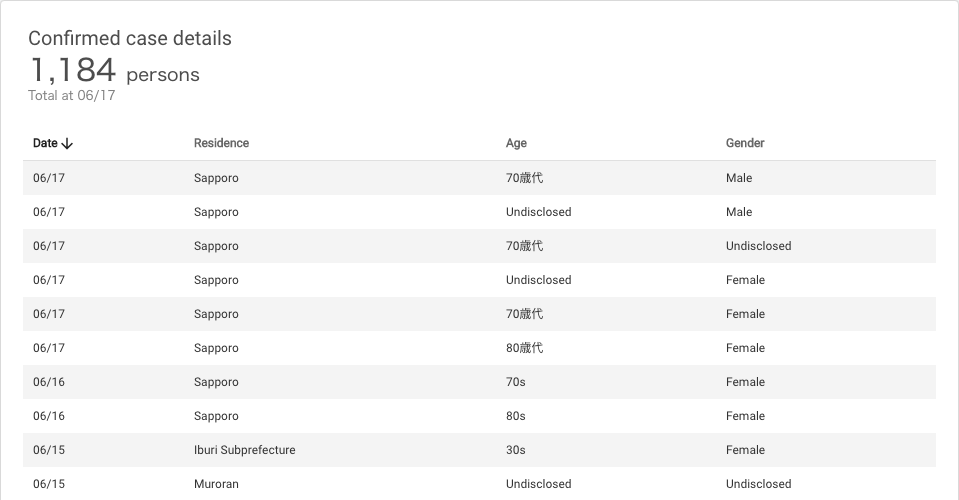 Confirmed case details
1,184 persons
Total at 06/17
Date Residence Age Gender
06/17 Sapporo 70歳代 Male
06/17 Sapporo Undisclosed Male
06/17 Sapporo 70歳代 Undisclosed
06/17 Sapporo Undisclosed Female
06/17 Sapporo 70歳代 Female
06/17 Sapporo 80歳代 Female
06/16 Sapporo 70s Female
06/16 Sapporo 80s Female
06/15 Iburi Subprefecture 30s Female
06/15 Muroran Undisclosed Undisclosed